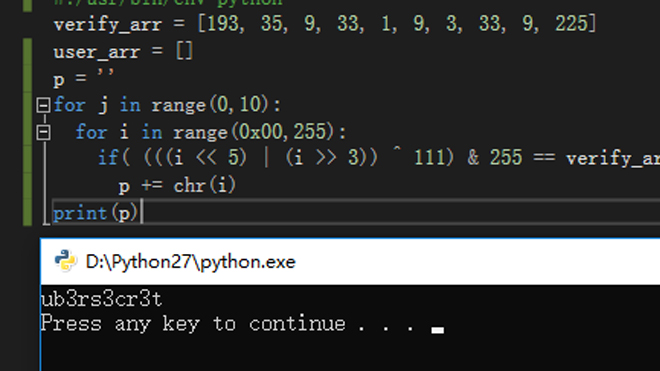 #!/usr/bin/env python
verify_arr = [193, 35, 9, 33, 1, 9, 3, 33, 9, 225]
user_arr = []
p = ''
for j in range(0,10):
for i in range(0x00,255):
if( (((i << 5) | (i >> 3)) ^ 111) & 255 == verify_ar
p += chr(i)
print(p)
D:\Python27\python.exe
ub3rs3cr3t
Press any key to continue . . .